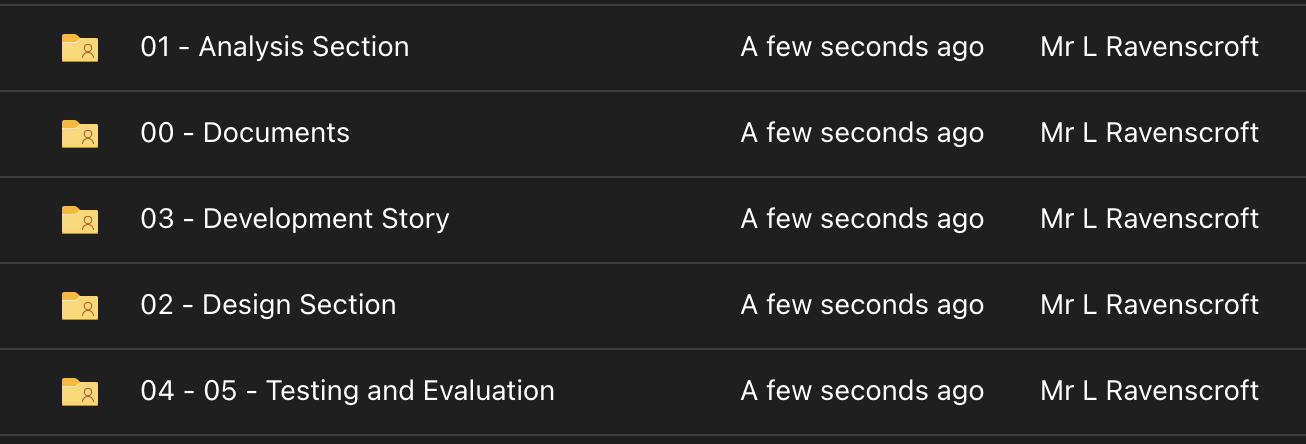 01 - Analysis Section A few seconds ago Mr L Ravenscroft
00 - Documents A few seconds ago Mr L Ravenscroft
03 - Development Story A few seconds ago Mr L Ravenscroft
02 - Design Section A few seconds ago Mr L Ravenscroft
04 - 05 - Testing and Evaluation A few seconds ago Mr L Ravenscroft